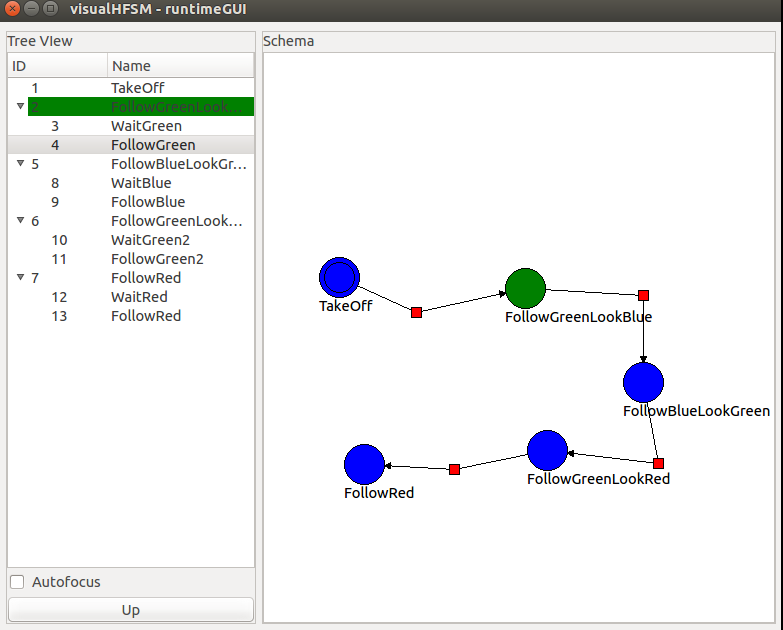 visualHFSM - runtimeGUI
Tree VIew
ID Name
1 TakeOff
2 FollowGreenLook...
3 WaitGreen
4 FollowGreen
5 FollowBlueLookGr...
8 WaitBlue
9 FollowBlue
6 FollowGreenLook...
10 WaitGreen2
11 FollowGreen2
7 FollowRed
12 WaitRed
13 FollowRed
Autofocus
Up
Schema
TakeOff
FollowGreenLookBlue
FollowBlueLookGreen
FollowGreenLookRed
FollowRed